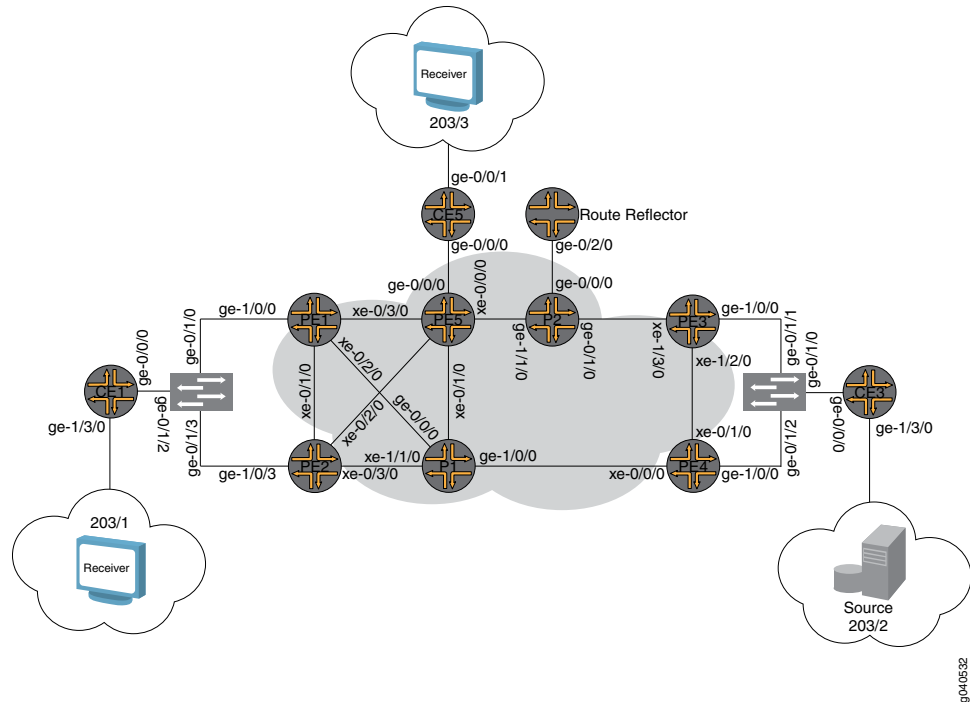 Receiver
203/3
ge-0/0/1
CE5
Route Reflector
ge-0/0/0
ge-0/2/0
ge-0/0/0
xe-0/0/0
ge-0/0/0
ge-1/0/0
PE1
xe-0/3/0
PE5
P2
PE3
ge-1/0/0
ge-0/1/0
ge-1/1/0
ge-0/1/0
xe-1/3/0
xe-1/2/0
ge-0/1/1
ge-0/1/0
ge-0/0/0
CE1
ge-0/1/2
ge-1/3/0
ge-0/1/3
xe-0/2/0
xe-0/1/0
xe-0/2/0
ge-0/0/0
xe-0/1/0
CE3
ge-0/0/0
ge-1/3/0
xe-0/1/0
ge-0/1/2
ge-1/0/3
PE2
xe-1/1/0
xe-0/3/0
P1
ge-1/0/0
xe-0/0/0
PE4
ge-1/0/0
203/1
Receiver
Source
203/2
g040532